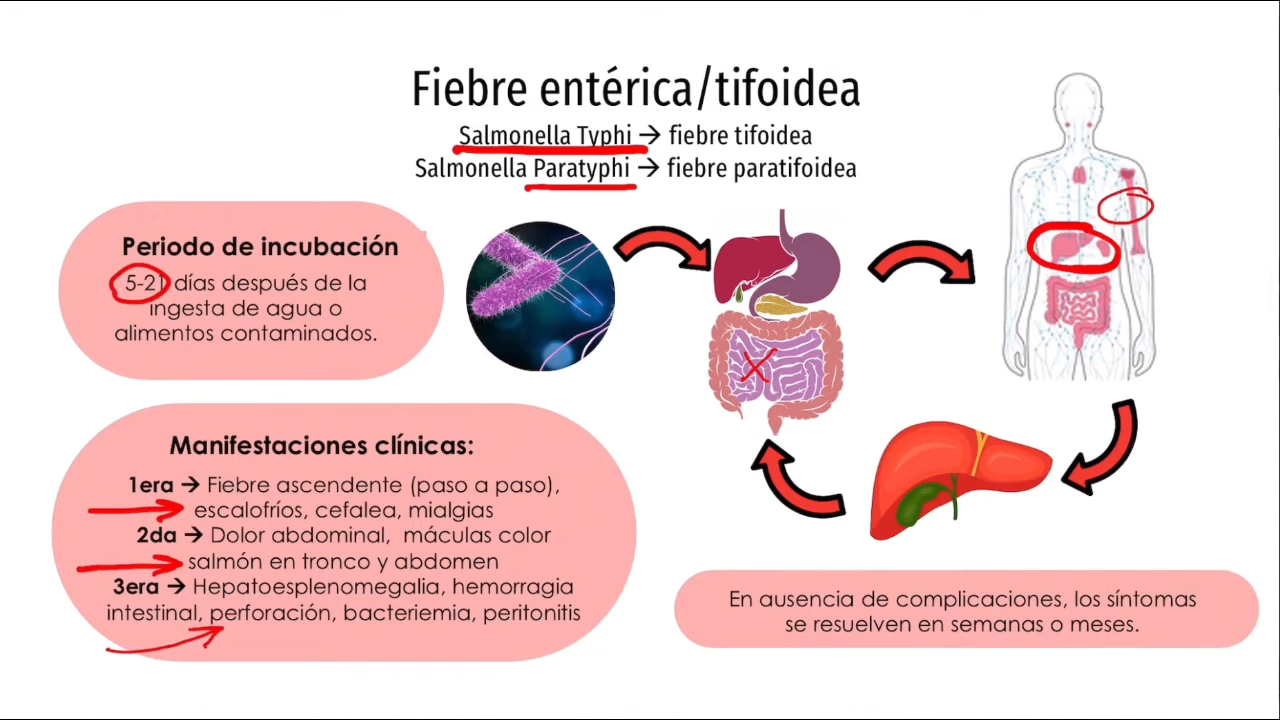 Fiebre entérica/tifoidea
Salmonella Typhi → fiebre tifoidea
Salmonella Paratyphi → fiebre paratifoidea
Periodo de incubación
5-21 días después de la
ingesta de agua o
alimentos contaminados.
Manifestaciones clínicas:
1era → Fiebre ascendente (paso a paso),
escalofríos, cefalea, mialgias
2da → Dolor abdominal, máculas color
salmón en tronco y abdomen
3era → Hepatoesplenomegalia, hemorragia
intestinal, perforación, bacteriemia, peritonitis
En ausencia de complicaciones, los síntomas
se resuelven en semanas o meses.